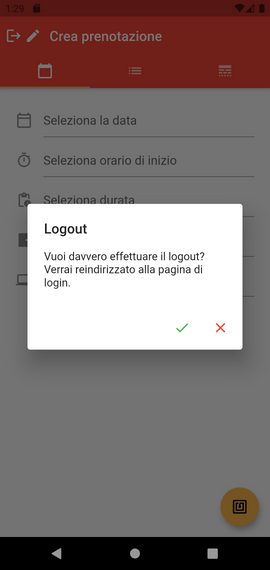 1:29
Crea prenotazione
Seleziona la data
Seleziona orario di inizio
Seleziona durata
Logout
Vuoi davvero effettuare il logout?
Verrai reindirizzato alla pagina di
login.